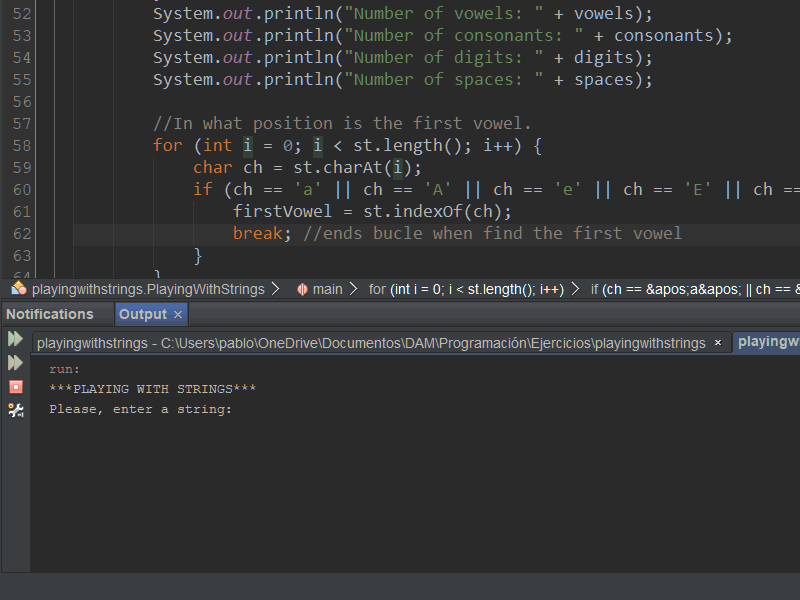 52 System.out.println("Number of vowels: " + vowels);
53 System.out.println("Number of consonants: " + consonants);
54 System.out.println("Number of digits: " + digits);
55 System.out.println("Number of spaces: " + spaces);
56
57 //In what position is the first vowel.
58 for (int i = 0; i < st.length(); i++) {
59 char ch = st.charAt(i);
60 if (ch == 'a' || ch == 'A' || ch == 'e' || ch == 'E' || ch ==
61 firstVowel = st.indexOf(ch);
62 break; //ends bucle when find the first vowel
63 }
64 }
playingwithstrings.PlayingWithStrings > main > for (int i = 0; i < st.length(); i++) > if (ch == &apos;a&apos; || ch == &
Notifications Output ×
playingwithstrings - C:\Users\pablo\OneDrive\Documentos\DAM\Programación\Ejercicios\playingwithstrings × playingwi
run:
***PLAYING WITH STRINGS***
Please, enter a string: